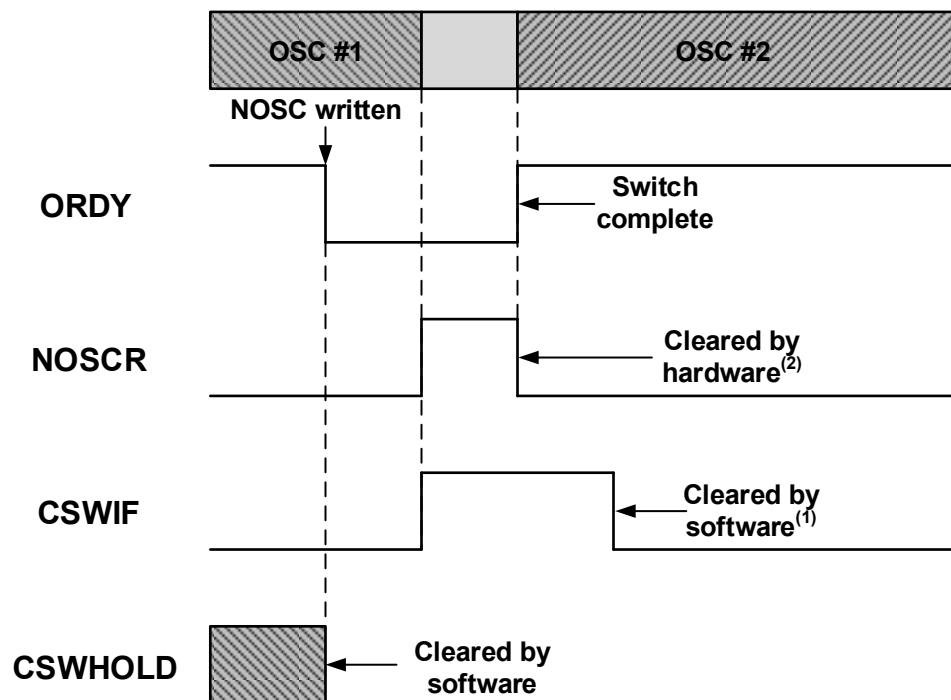 OSC #1
OSC #2
NOSC written
ORDY
Switch
complete
NOSCR
Cleared by
hardware(2)
CSWIF
Cleared by
software(1)
CSWHOLD
Cleared by
software